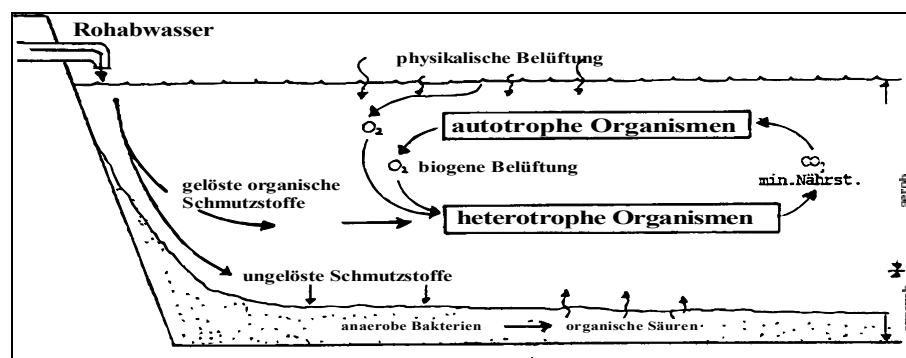 Rohabwasser
physikalische Belüftung
O₂
autotrophe Organismen
O₂ biogene Belüftung
CO₂,
min.Nährst.
gelöste organische
Schmutzstoffe
heterotrophe Organismen
ungelöste Schmutzstoffe
anaerobe Bakterien
organische Säuren